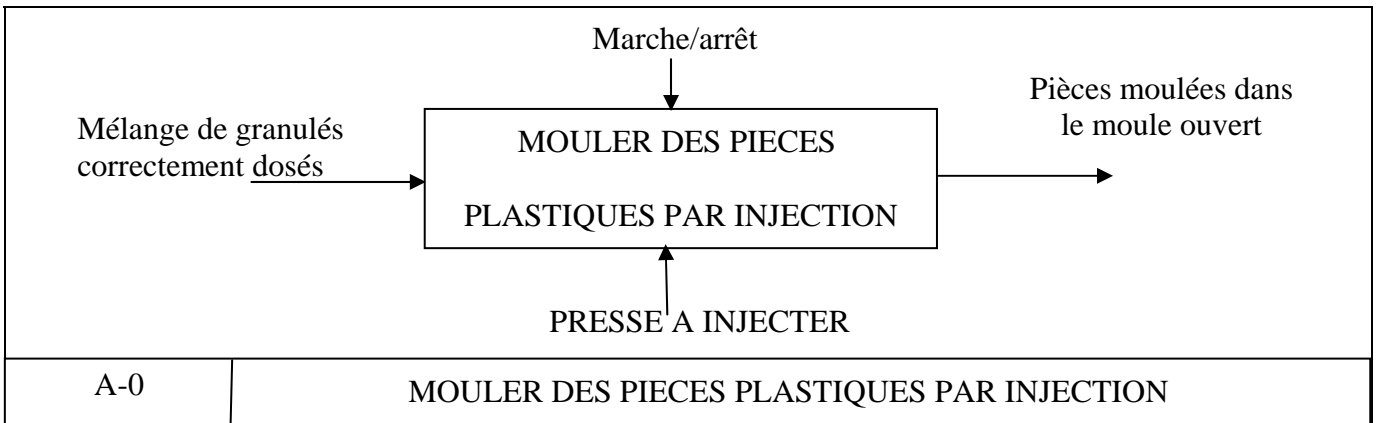 Marche/arrêt
Pièces moulées dans
le moule ouvert
Mélange de granulés
correctement dosés
MOULER DES PIECES
PLASTIQUES PAR INJECTION
PRESSE A INJECTER
A-0
MOULER DES PIECES PLASTIQUES PAR INJECTION